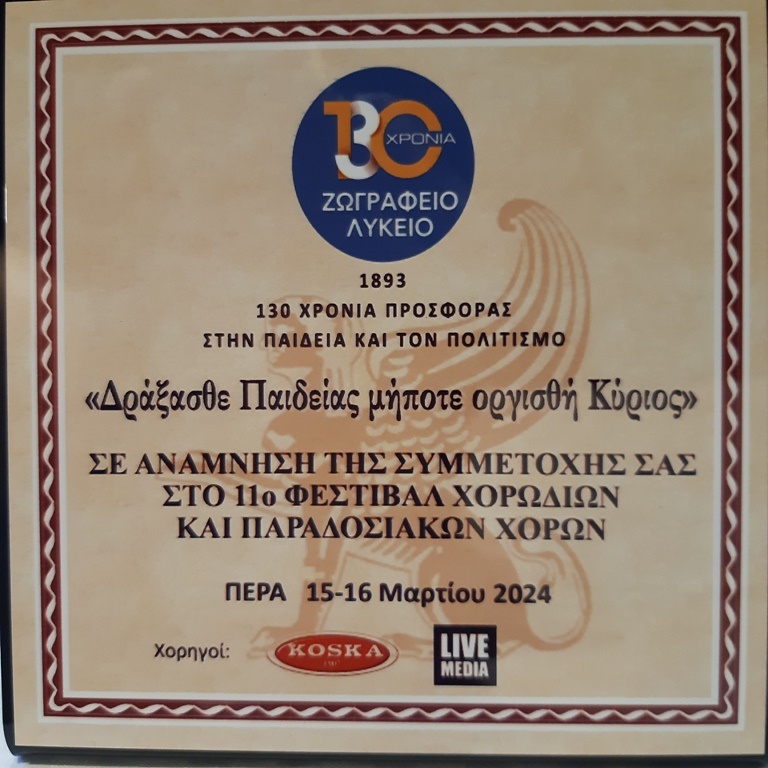 130
ΧΡΟΝΙΑ
ΖΩΓΡΑΦΕΙΟ
ΛΥΚΕΙΟ
1893
130 ΧΡΟΝΙΑ ΠΡΟΣΦΟΡΑΣ
ΣΤΗΝ ΠΑΙΔΕΙΑ ΚΑΙ ΤΟΝ ΠΟΛΙΤΙΣΜΟ
«Δράξασθε Παιδείας μήποτε οργισθή Κύριος»
ΣΕ ΑΝΑΜΝΗΣΗ ΤΗΣ ΣΥΜΜΕΤΟΧΗΣ ΣΑΣ
ΣΤΟ 11ο ΦΕΣΤΙΒΑΛ ΧΟΡΩΔΙΩΝ
ΚΑΙ ΠΑΡΑΔΟΣΙΑΚΩΝ ΧΟΡΩΝ
ΠΕΡΑ 15-16 Μαρτίου 2024
Χορηγοί: KOSKA
LIVE
MEDIA